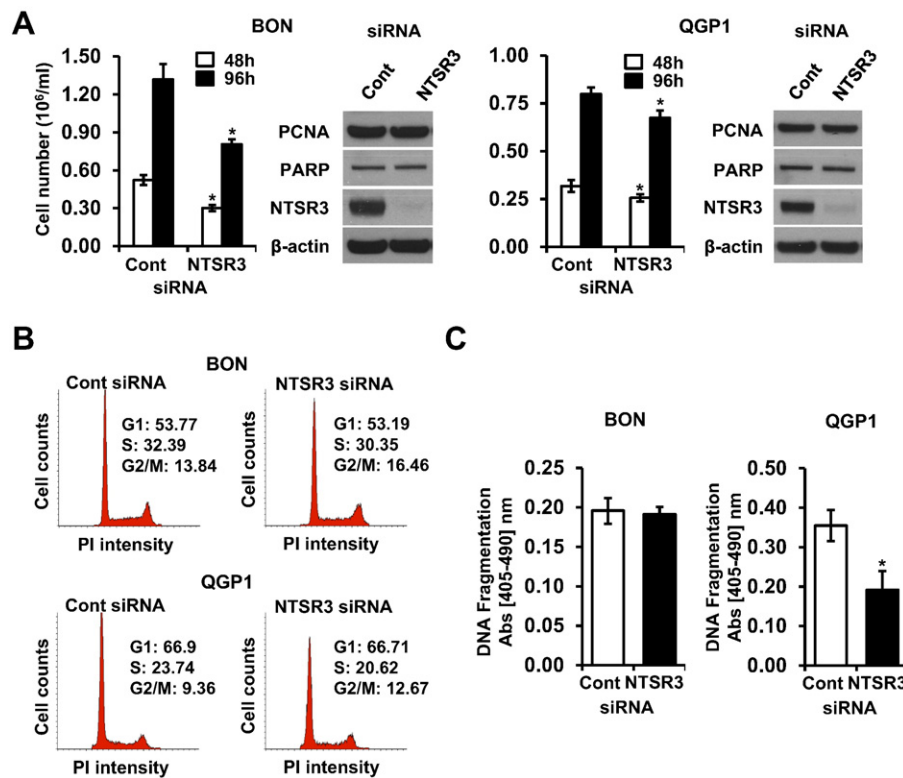 A
BON
Cell number (10⁶/ml)
1.50
1.20
0.90
0.60
0.30
0.00
48h
96h
*
*
Cont
NTSR3
siRNA
siRNA
Cont
NTSR3
PCNA
PARP
NTSR3
β-actin
QGP1
1.00
0.75
0.50
0.25
0.00
48h
96h
*
*
Cont
NTSR3
siRNA
siRNA
Cont
NTSR3
PCNA
PARP
NTSR3
β-actin
B
BON
Cont siRNA
Cell counts
G1: 53.77
S: 32.39
G2/M: 13.84
PI intensity
NTSR3 siRNA
Cell counts
G1: 53.19
S: 30.35
G2/M: 16.46
PI intensity
QGP1
Cont siRNA
Cell counts
G1: 66.9
S: 23.74
G2/M: 9.36
PI intensity
NTSR3 siRNA
Cell counts
G1: 66.71
S: 20.62
G2/M: 12.67
PI intensity
C
BON
DNA Fragmentation
Abs [405-490] nm
0.25
0.20
0.15
0.10
0.05
0.00
Cont NTSR3
siRNA
QGP1
DNA Fragmentation
Abs [405-490] nm
0.50
0.40
0.30
0.20
0.10
0.00
*
Cont NTSR3
siRNA